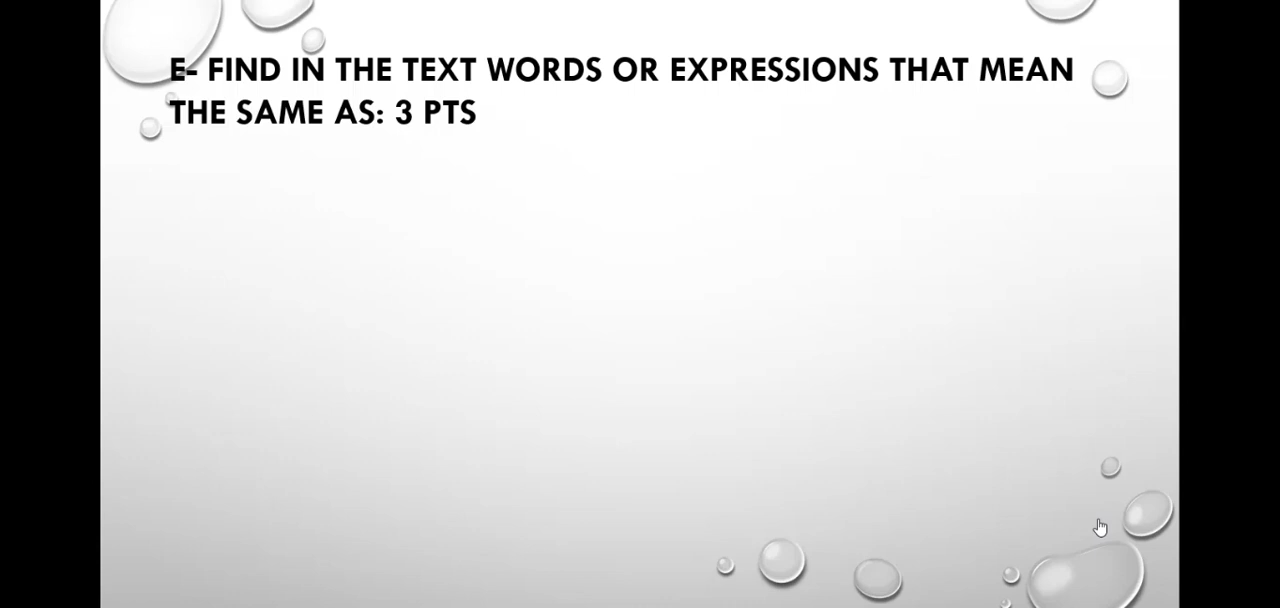 E- FIND IN THE TEXT WORDS OR EXPRESSIONS THAT MEAN
THE SAME AS: 3 PTS